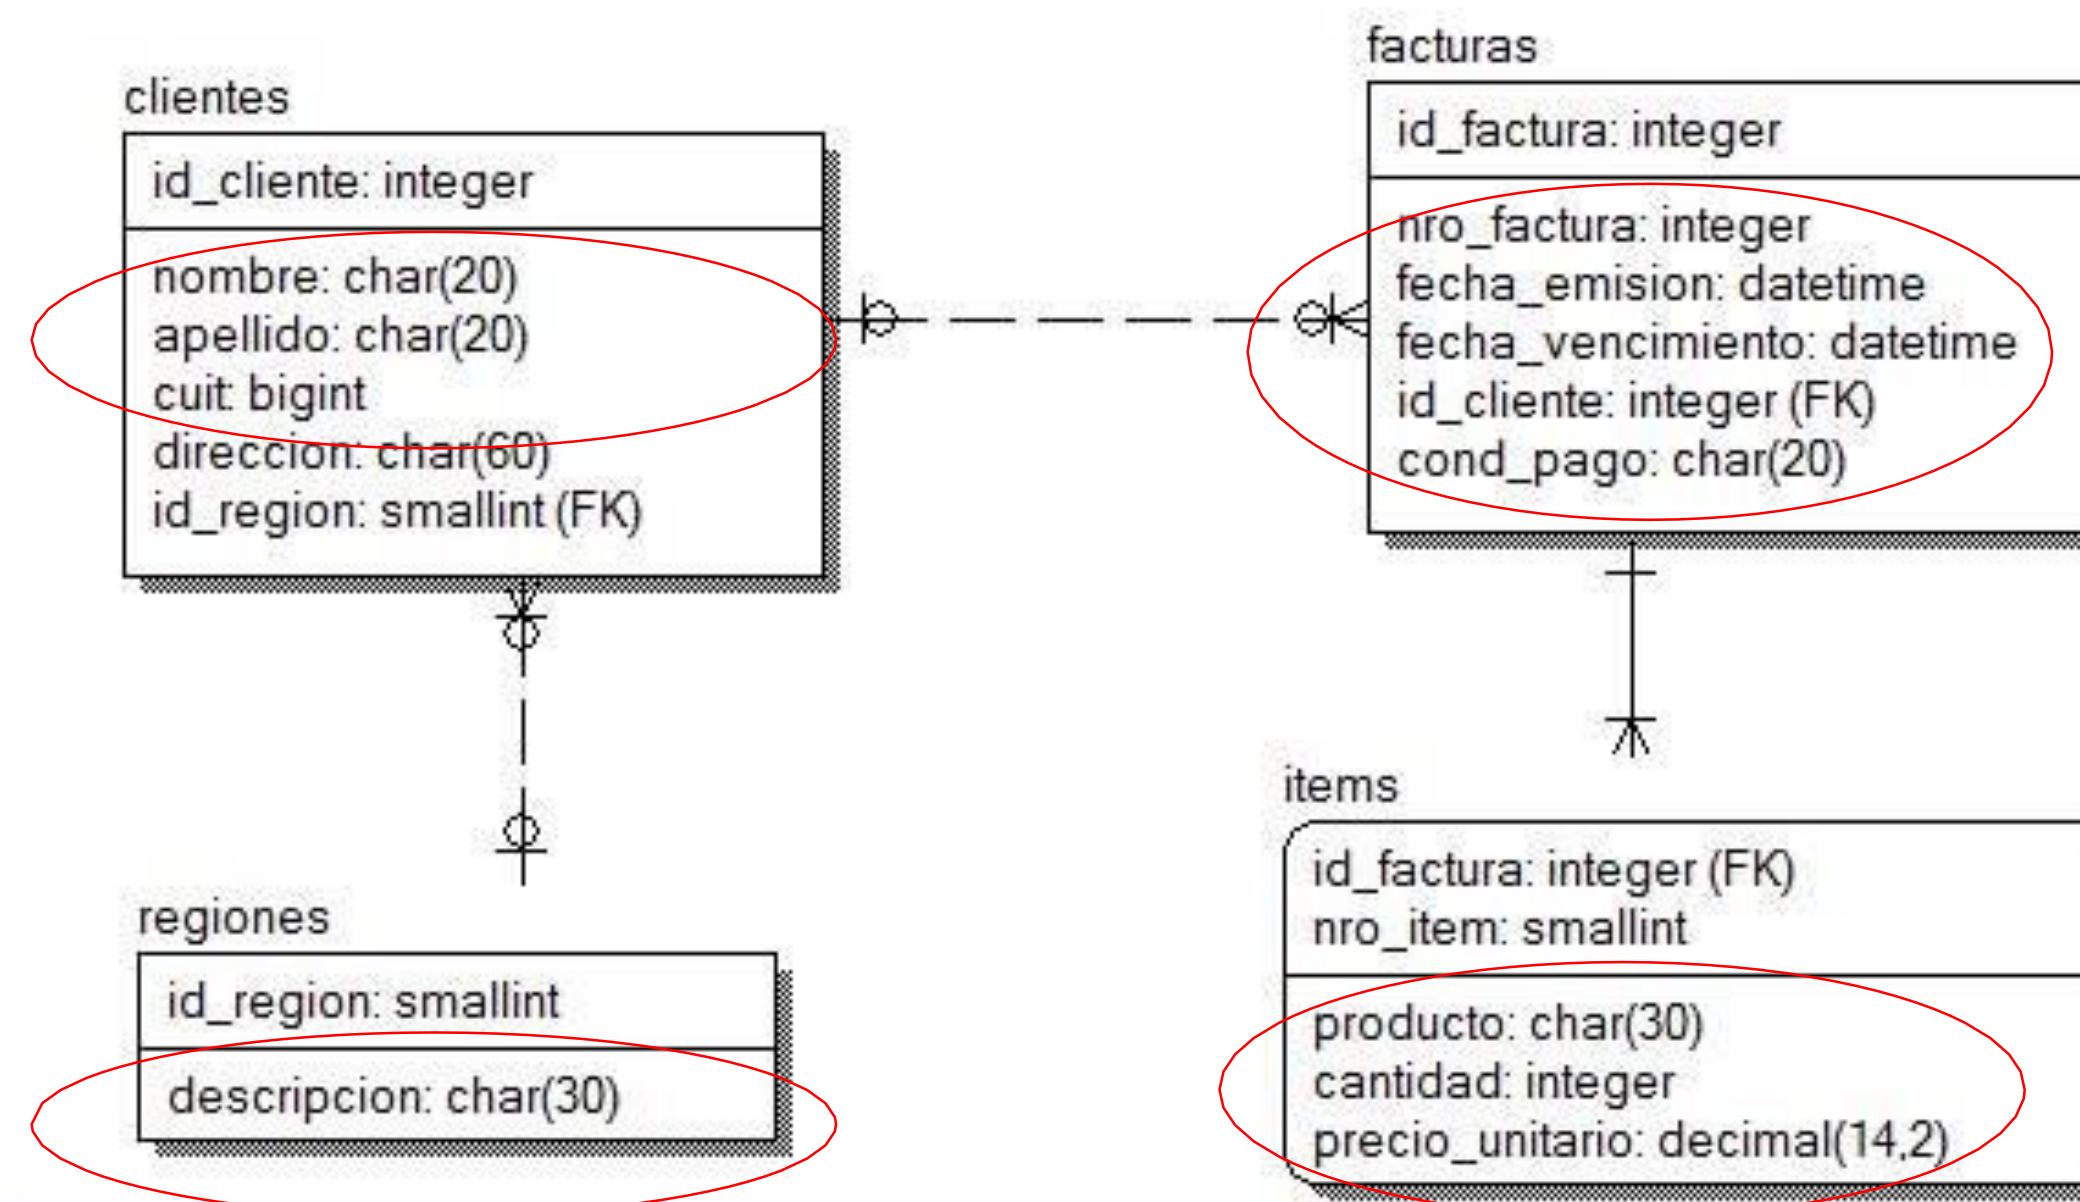 clientes
id_cliente: integer
nombre: char(20)
apellido: char(20)
cuit: bigint
direccion: char(60)
id_region: smallint (FK)
facturas
id_factura: integer
nro_factura: integer
fecha_emision: datetime
fecha_vencimiento: datetime
id_cliente: integer (FK)
cond_pago: char(20)
regiones
id_region: smallint
descripcion: char(30)
items
id_factura: integer (FK)
nro_item: smallint
producto: char(30)
cantidad: integer
precio_unitario: decimal(14,2)